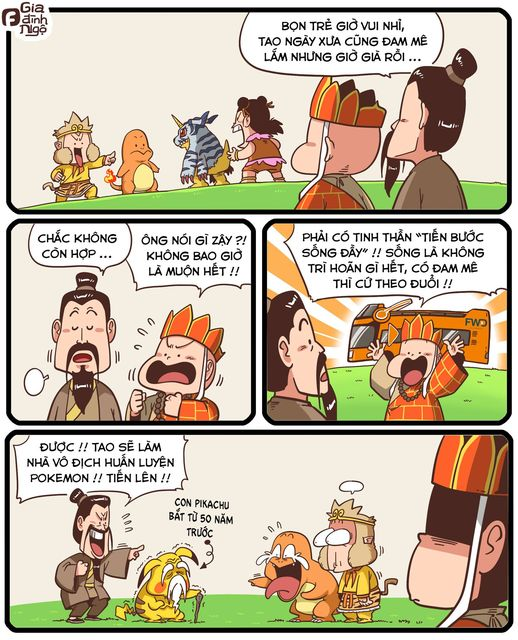 Gia
đình
Ngộ
BỌN TRẺ GIỜ VUI NHỈ,
TAO NGÀY XƯA CŨNG ĐAM MÊ
LẮM NHƯNG GIỜ GIÀ RỒI ...
CHẮC KHÔNG
CÒN HỢP ...
ÔNG NÓI GÌ ZẬY ?!
KHÔNG BAO GIỜ
LÀ MUỘN HẾT !!
PHẢI CÓ TINH THẦN “TIẾN BƯỚC
SỐNG ĐẦY” !! SỐNG LÀ KHÔNG
TRÌ HOÃN GÌ HẾT, CÓ ĐAM MÊ
THÌ CỨ THEO ĐUỔI !!
FWD
ĐƯỢC !! TAO SẼ LÀM
NHÀ VÔ ĐỊCH HUẤN LUYỆN
POKEMON !! TIẾN LÊN !!
CON PIKACHU
BẮT TỪ 50 NĂM
TRƯỚC